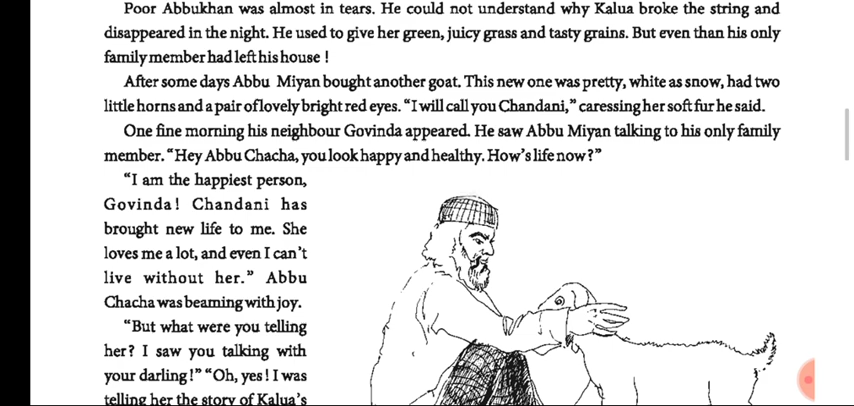 Poor Abbukhan was almost in tears. He could not understand why Kalua broke the string and
disappeared in the night. He used to give her green, juicy grass and tasty grains. But even than his only
family member had left his house !
After some days Abbu Miyan bought another goat. This new one was pretty, white as snow, had two
little horns and a pair of lovely bright red eyes. “I will call you Chandani,” caressing her soft fur he said.
One fine morning his neighbour Govinda appeared. He saw Abbu Miyan talking to his only family
member. “Hey Abbu Chacha, you look happy and healthy. How’s life now?”
“I am the happiest person,
Govinda! Chandani has
brought new life to me. She
loves me a lot, and even I can’t
live without her.” Abbu
Chacha was beaming with joy.
“But what were you telling
her? I saw you talking with
your darling!” “Oh, yes! I was
telling her the story of Kalua’s